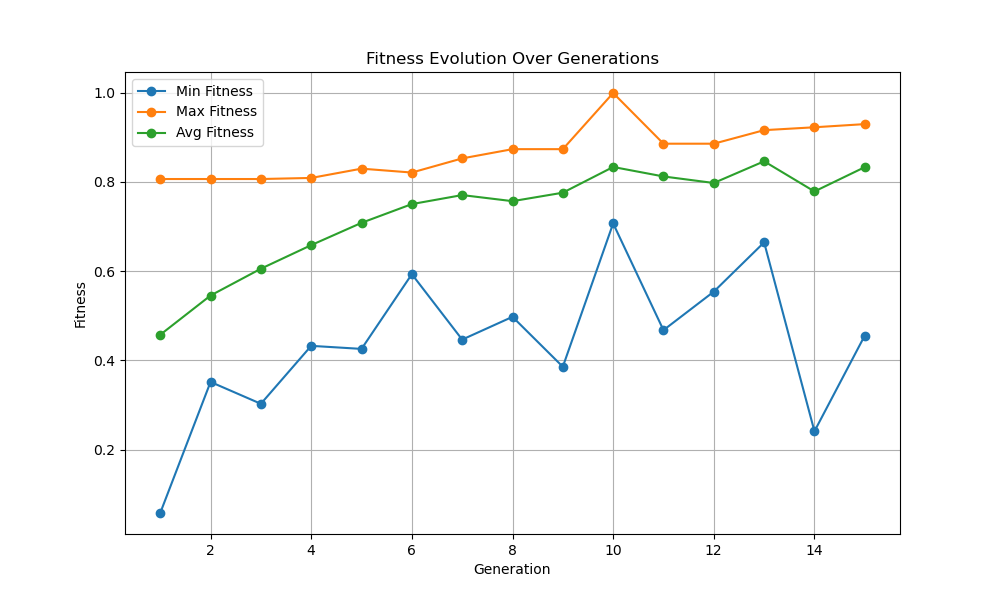 Fitness Evolution Over Generations
Min Fitness
Max Fitness
Avg Fitness
Fitness
1.0
0.8
0.6
0.4
0.2
2 4 6 8 10 12 14
Generation